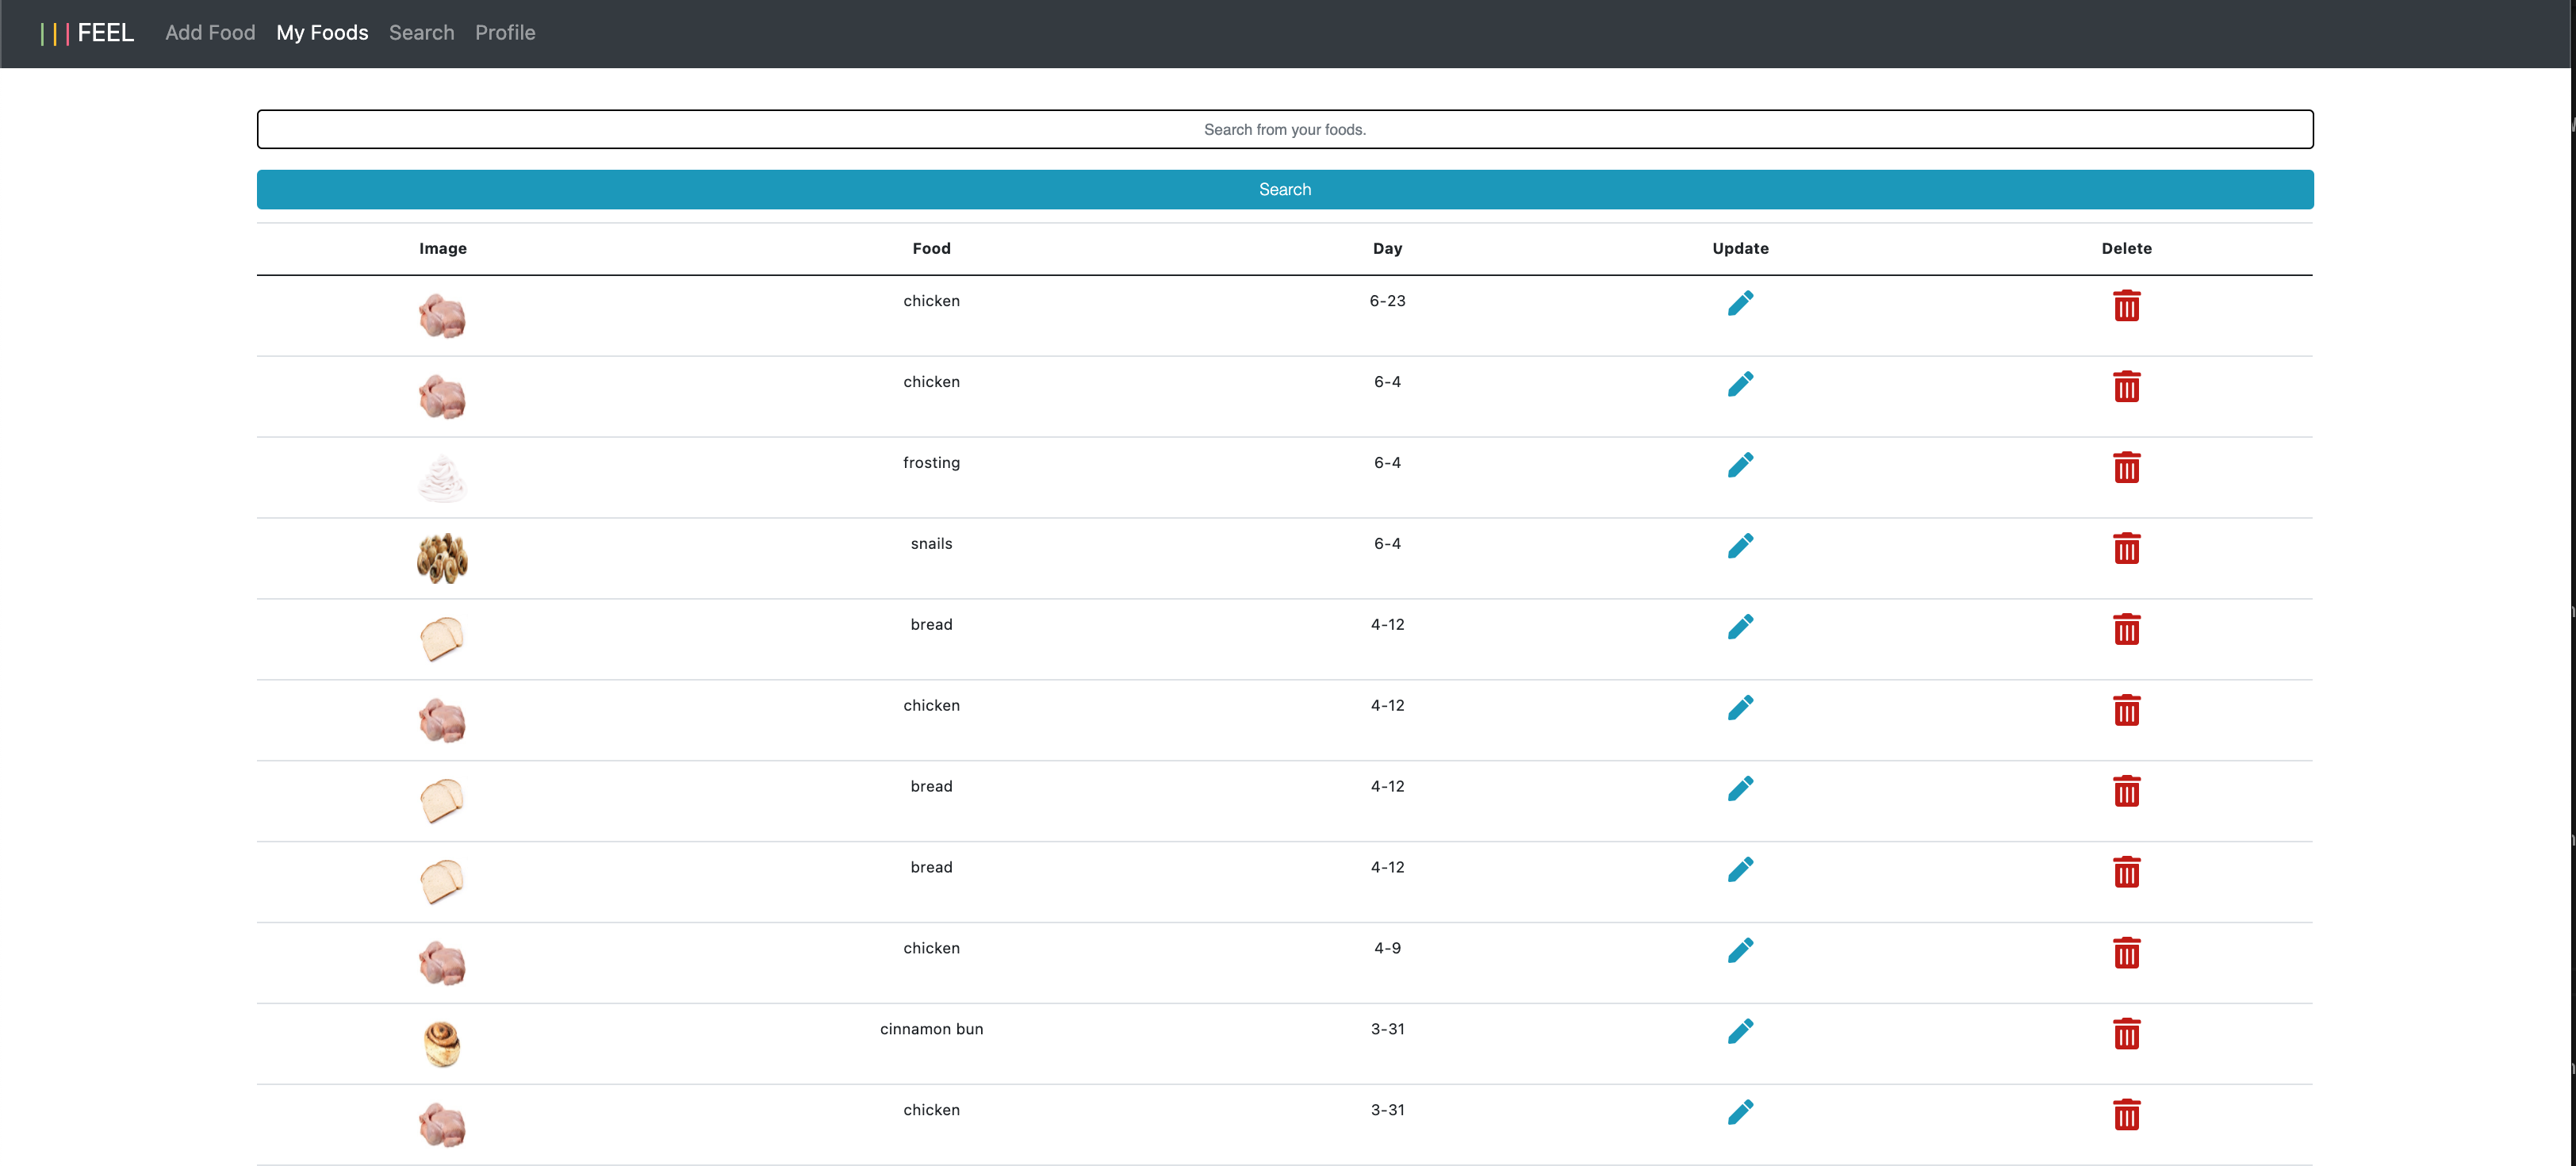 FEEL Add Food My Foods Search Profile
Search from your foods.
Search
Image Food Day Update Delete
chicken 6-23
chicken 6-4
frosting 6-4
snails 6-4
bread 4-12
chicken 4-12
bread 4-12
bread 4-12
chicken 4-9
cinnamon bun 3-31
chicken 3-31